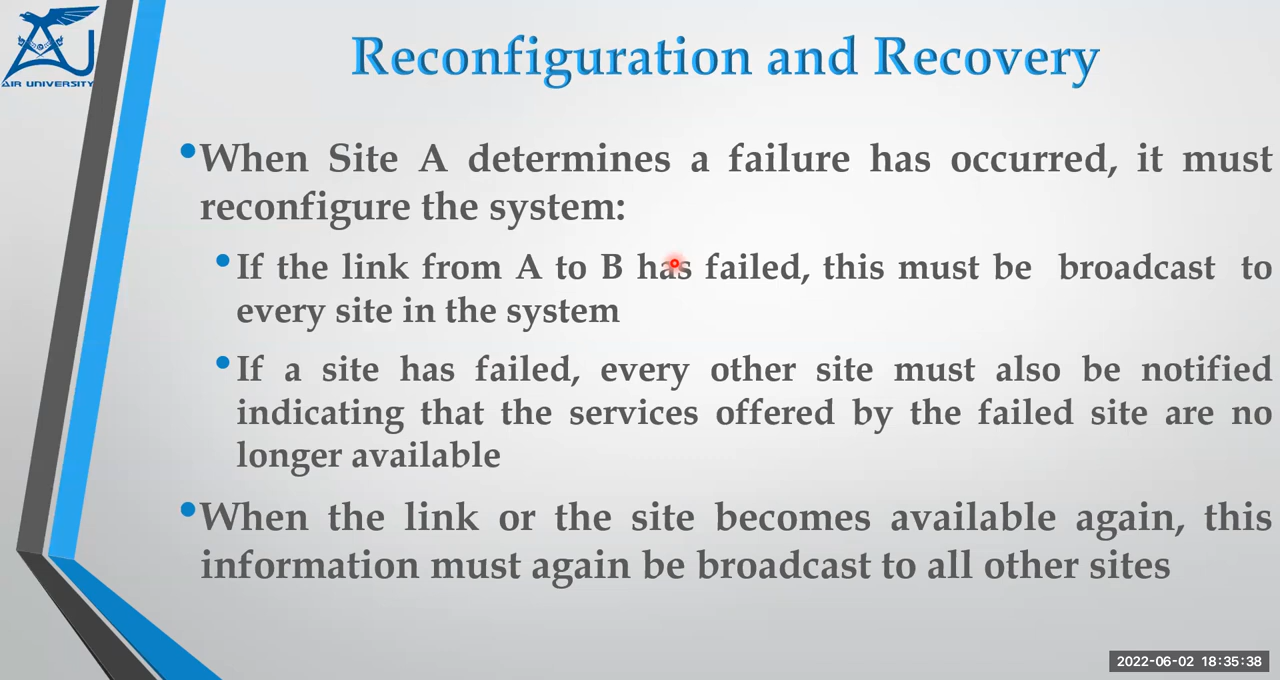 AIR UNIVERSITY
Reconfiguration and Recovery
•When Site A determines a failure has occurred, it must
reconfigure the system:
•If the link from A to B has failed, this must be broadcast to
every site in the system
•If a site has failed, every other site must also be notified
indicating that the services offered by the failed site are no
longer available
•When the link or the site becomes available again, this
information must again be broadcast to all other sites
2022-06-02 18:35:38